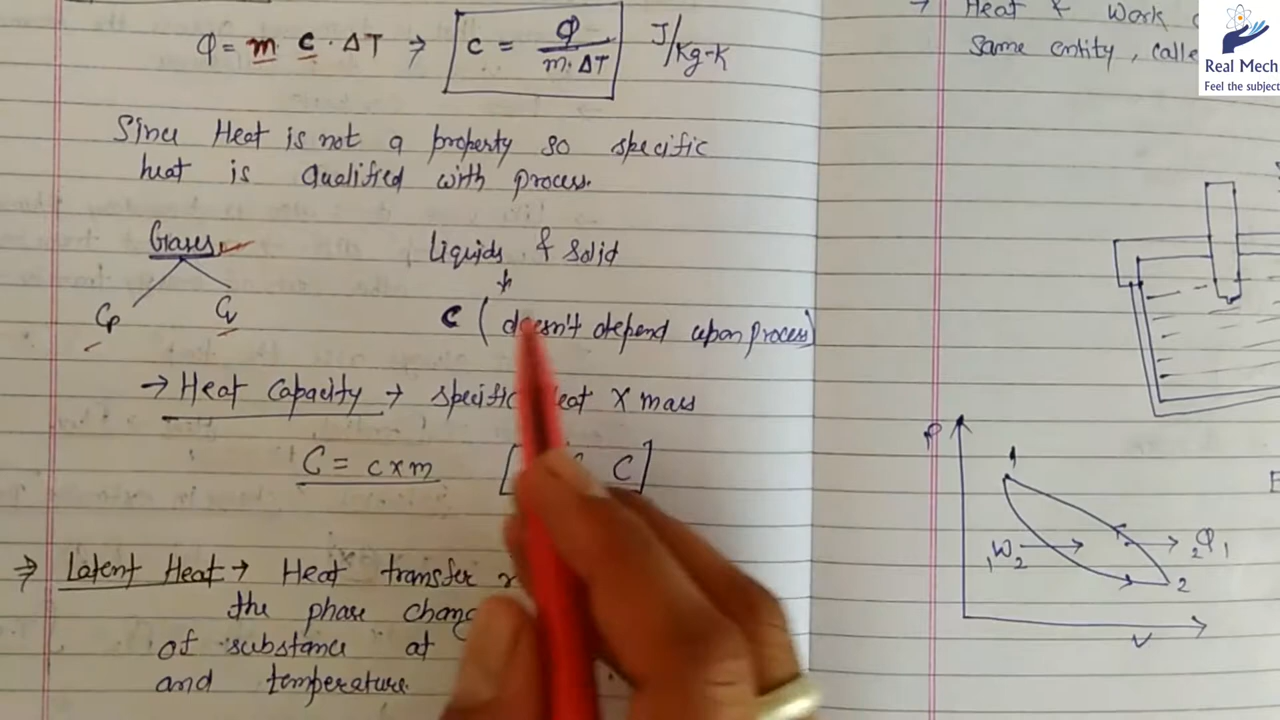 Q = m · c · ΔT ⇒ c = Q / m · ΔT J/kg-K
Since Heat is not a property so specific
heat is qualified with process.
Gases
Cp Cv
Liquids & solid
c ( doesn't depend upon process)
→ Heat Capacity → specific Heat × mass
C = c × m [ C ]
⇒ Latent Heat → Heat transfer
the phase
of substance at
and temperature.
→ Heat & Work
same entity,
P
1
1W2 2Q1
2
V
Real Mech
Feel the subject